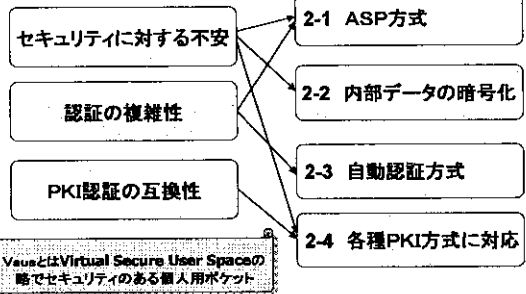 セキュリティに対する不安
認証の複雑性
PKI認証の互換性
2-1 ASP方式
2-2 内部データの暗号化
2-3 自動認証方式
2-4 各種PKI方式に対応
VsusとはVirtual Secure User Spaceの
略でセキュリティのある個人用ポケット